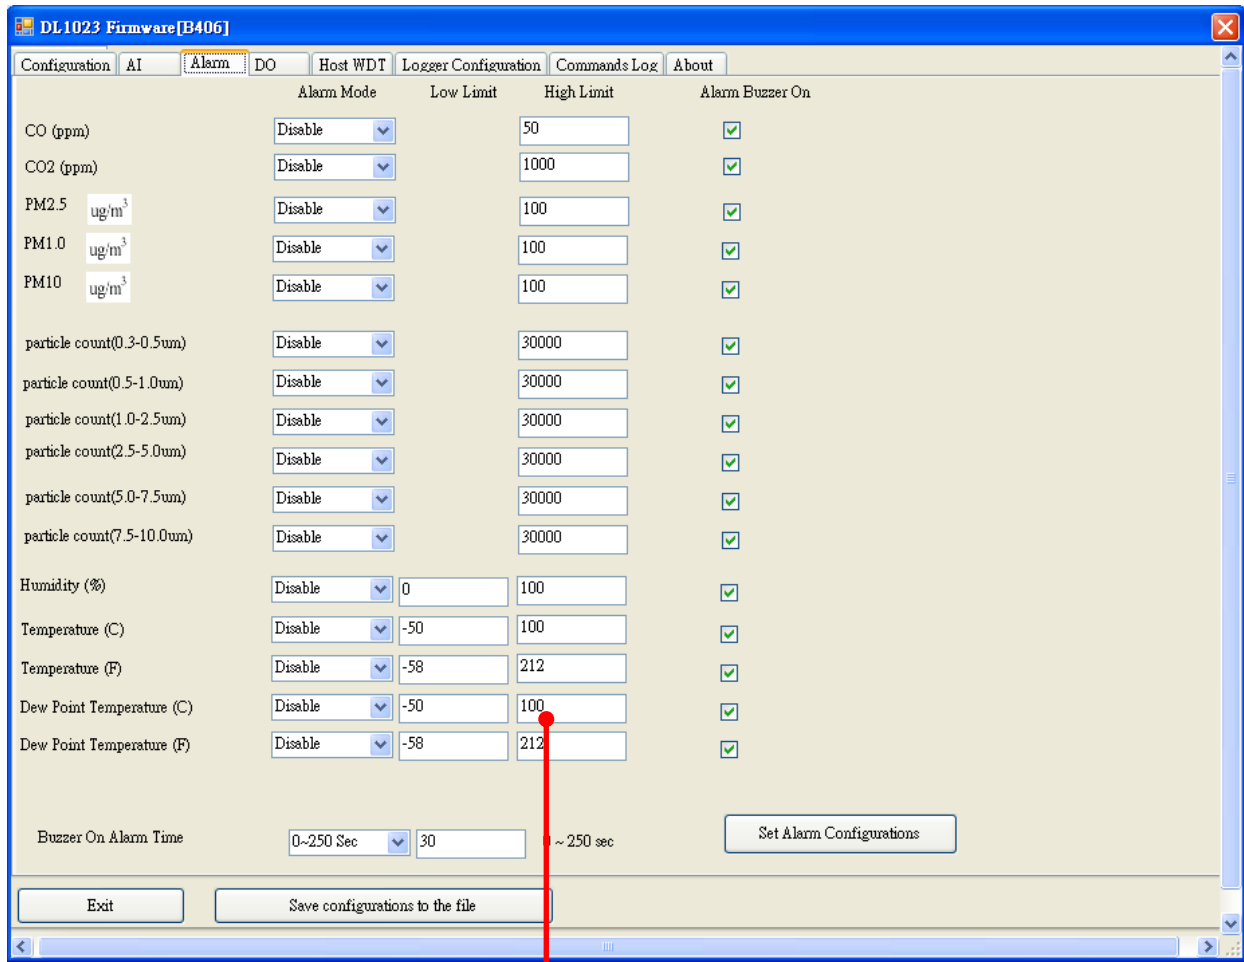 DL1023 Firmware[B406]
Configuration AI Alarm DO Host WDT Logger Configuration Commands Log About
Alarm Mode Low Limit High Limit Alarm Buzzer On
CO (ppm) Disable 50
CO2 (ppm) Disable 1000
PM2.5 ug/m³ Disable 100
PM1.0 ug/m³ Disable 100
PM10 ug/m³ Disable 100
particle count(0.3-0.5um) Disable 30000
particle count(0.5-1.0um) Disable 30000
particle count(1.0-2.5um) Disable 30000
particle count(2.5-5.0um) Disable 30000
particle count(5.0-7.5um) Disable 30000
particle count(7.5-10.0um) Disable 30000
Humidity (%) Disable 0 100
Temperature (C) Disable -50 100
Temperature (F) Disable -58 212
Dew Point Temperature (C) Disable -50 100
Dew Point Temperature (F) Disable -58 212
Buzzer On Alarm Time 0~250 Sec 30 0 ~ 250 sec Set Alarm Configurations
Exit Save configurations to the file